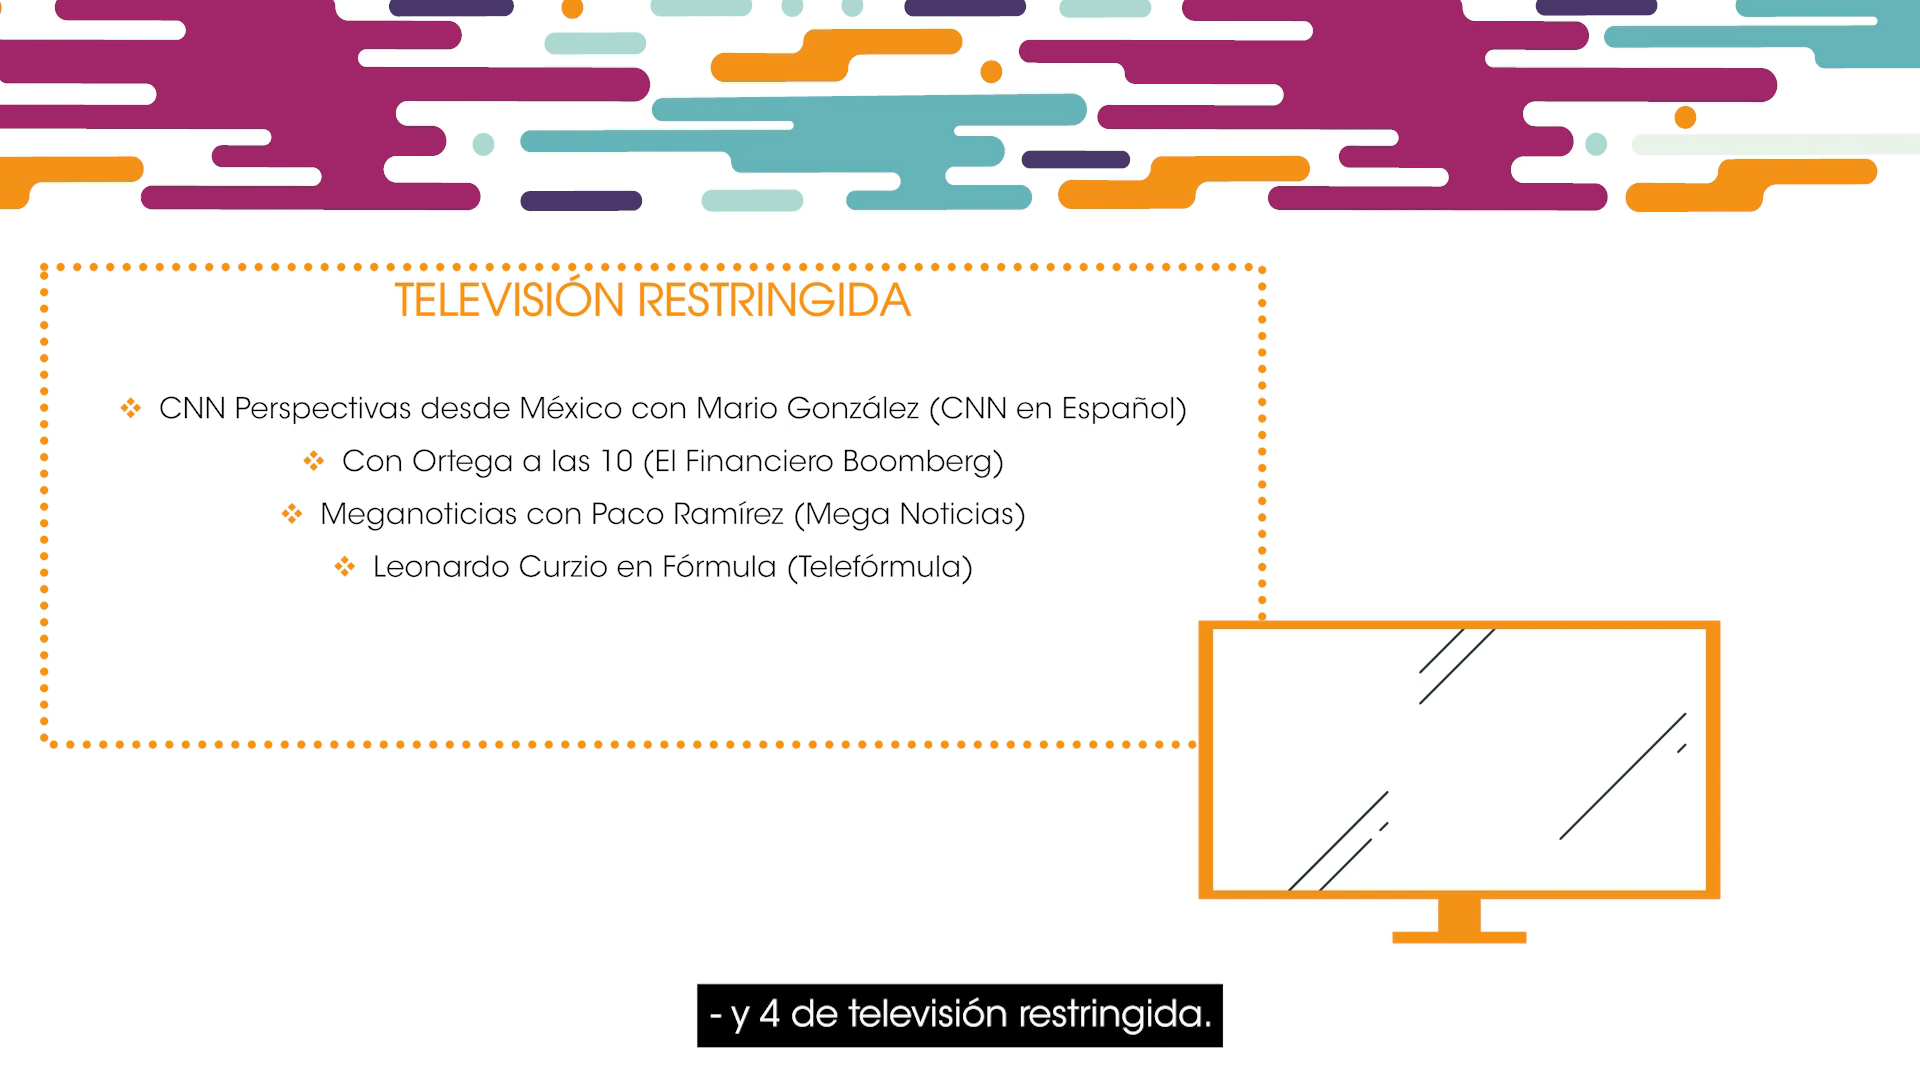 TELEVISIÓN RESTRINGIDA
❖ CNN Perspectivas desde México con Mario González (CNN en Español)
❖ Con Ortega a las 10 (El Financiero Boomberg)
❖ Meganoticias con Paco Ramírez (Mega Noticias)
❖ Leonardo Curzio en Fórmula (Telefórmula)
- y 4 de televisión restringida.